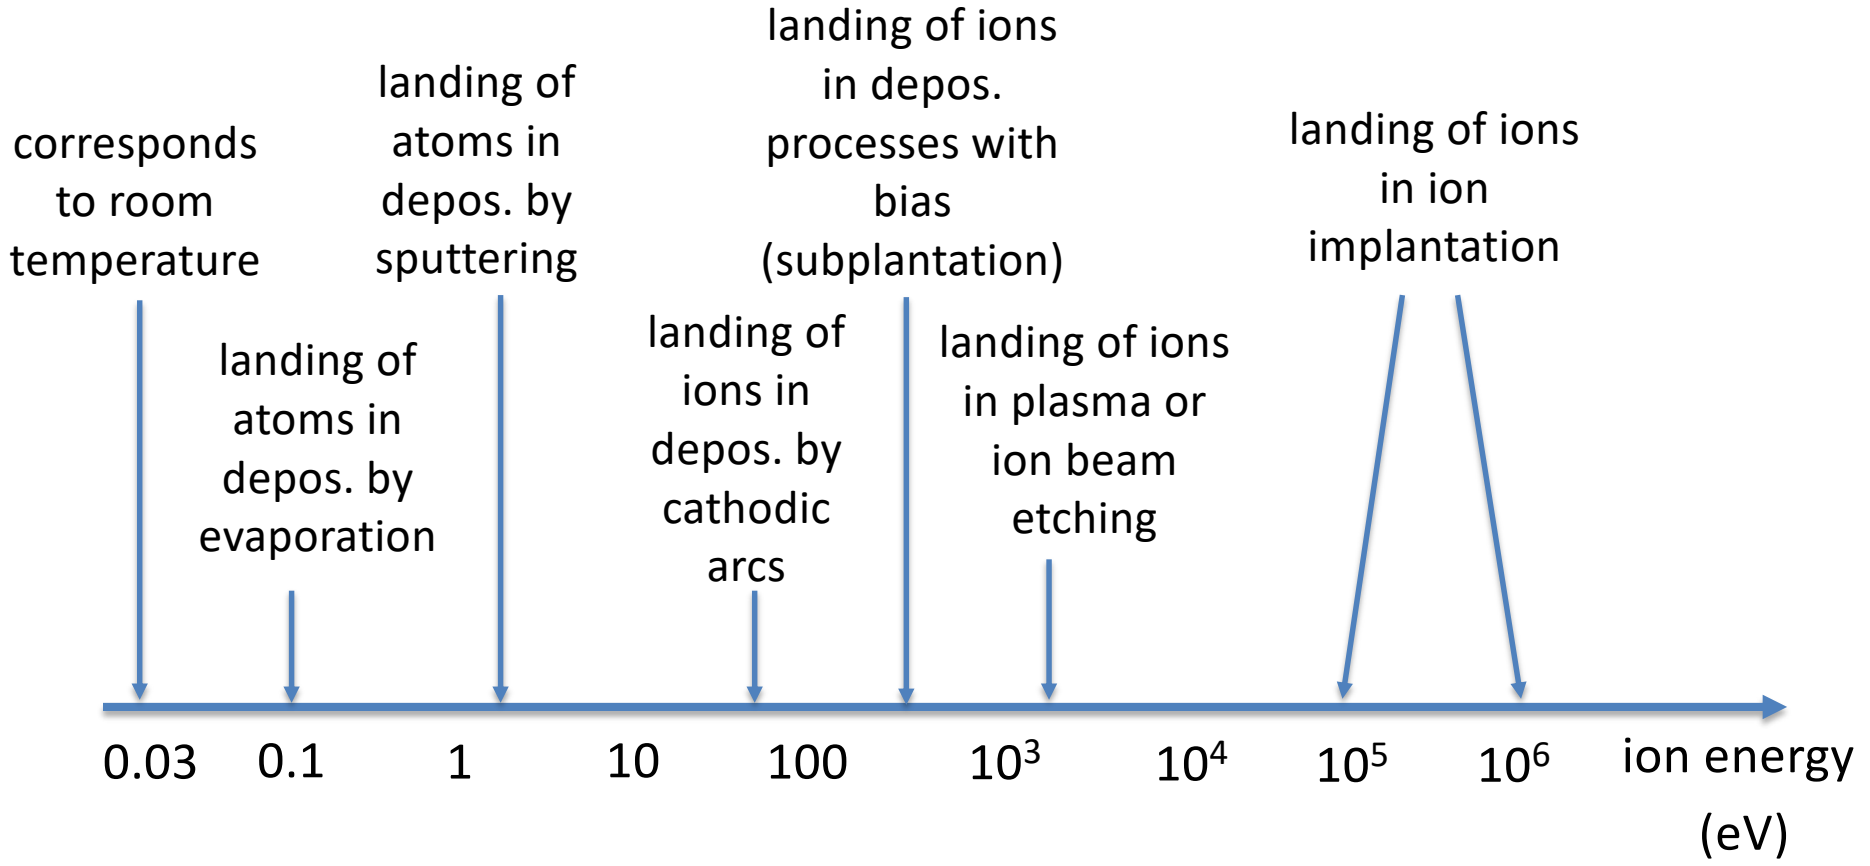 corresponds
to room
temperature
landing of
atoms in
depos. by
evaporation
landing of
atoms in
depos. by
sputtering
landing of
ions in
depos. by
cathodic
arcs
landing of ions
in depos.
processes with
bias
(subplantation)
landing of ions
in plasma or
ion beam
etching
landing of ions
in ion
implantation
0.03 0.1 1 10 100 10³ 10⁴ 10⁵ 10⁶ ion energy
(eV)